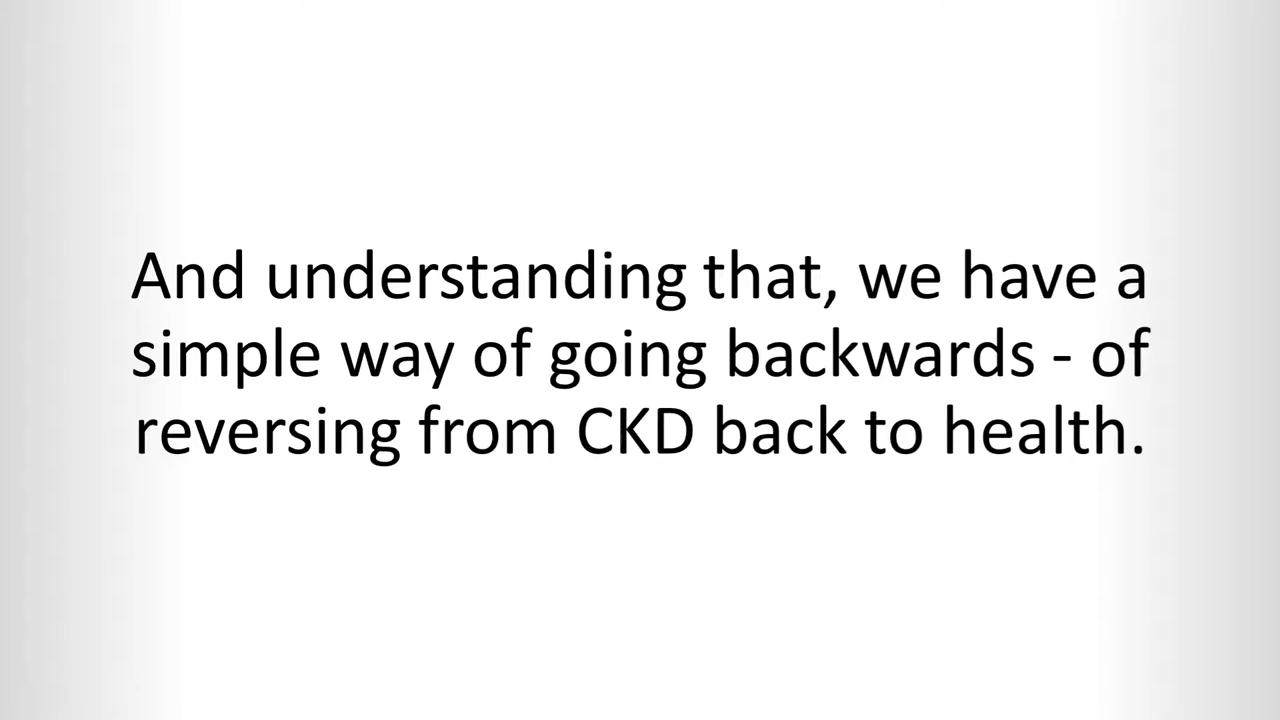 And understanding that, we have a
simple way of going backwards - of
reversing from CKD back to health.